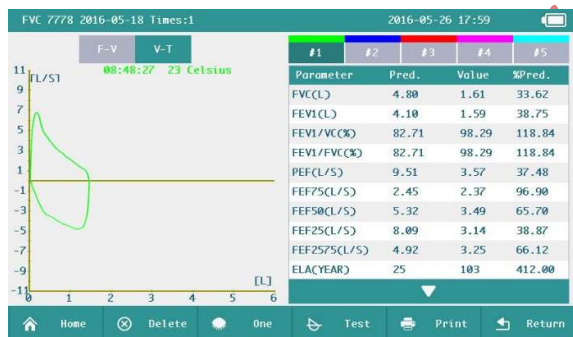 FVC 7778 2016-05-18 Times:1 2016-05-26 17:59
F-V V-T
08:48:27 23 Celsius
[L/S]
11
9
7
5
3
1
-1
-3
-5
-7
-9
-11
[L]
0 1 2 3 4 5 6
#1 #2 #3 #4 #5
Parameter Pred. Value %Pred.
FVC(L) 4.80 1.61 33.62
FEV1(L) 4.10 1.59 38.75
FEV1/VC(%) 82.71 98.29 118.84
FEV1/FVC(%) 82.71 98.29 118.84
PEF(L/S) 9.51 3.57 37.48
FEF75(L/S) 2.45 2.37 96.90
FEF50(L/S) 5.32 3.49 65.70
FEF25(L/S) 8.09 3.14 38.87
FEF2575(L/S) 4.92 3.25 66.12
ELA(YEAR) 25 103 412.00
Home Delete One Test Print Return